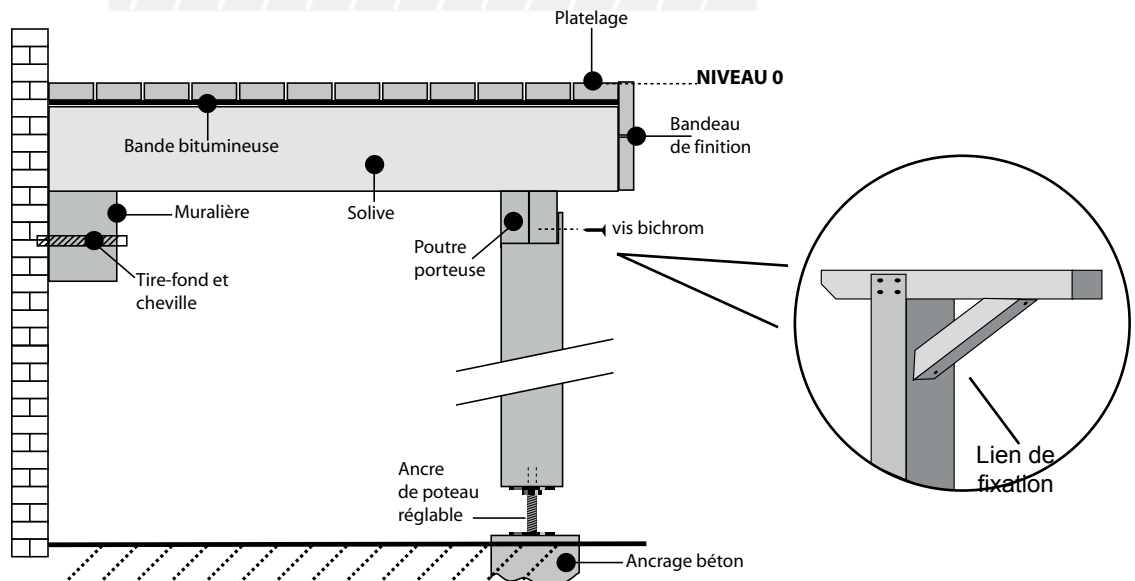 Platelage
NIVEAU 0
Bandeau
de finition
Bande bitumineuse
Muralière
Solive
vis bichrom
Poutre
porteuse
Tire-fond et
cheville
Lien de
fixation
Ancre
de poteau
réglable
Ancrage béton